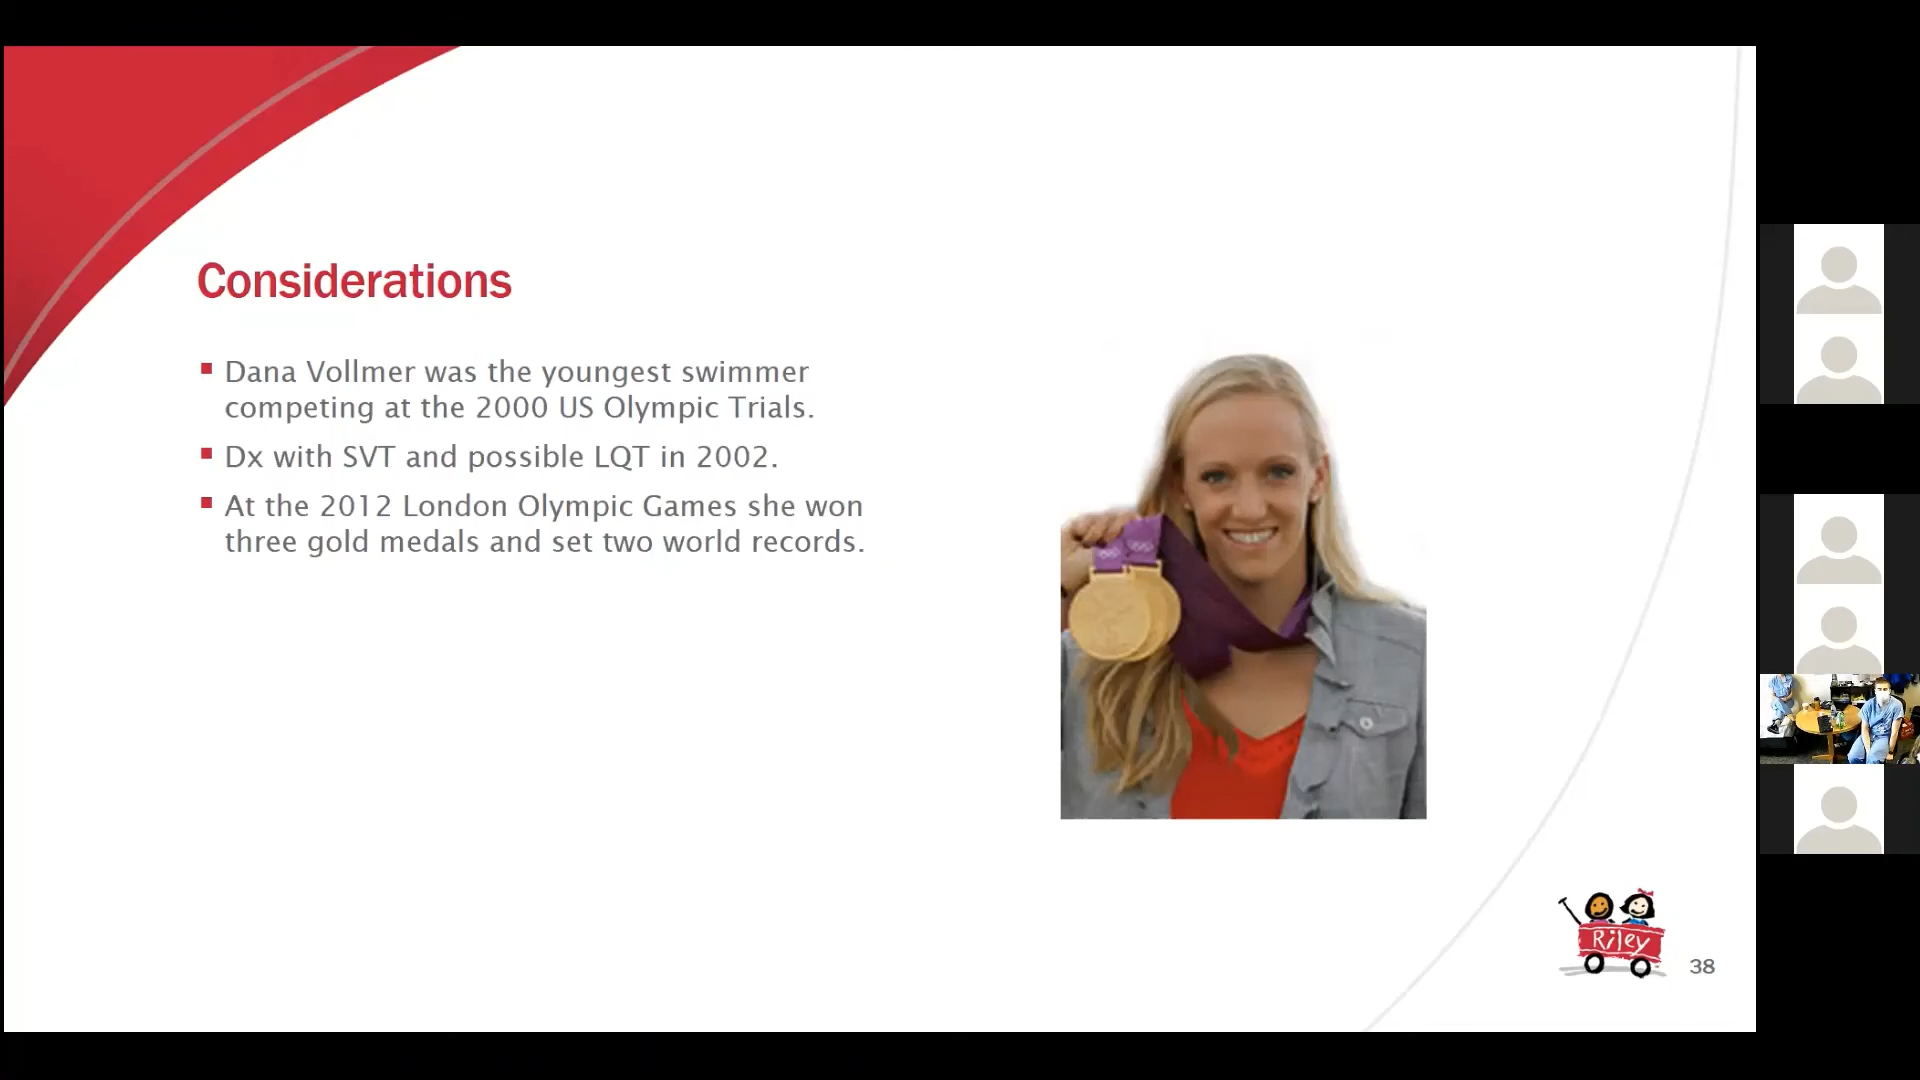 Considerations
Dana Vollmer was the youngest swimmer
competing at the 2000 US Olympic Trials.
Dx with SVT and possible LQT in 2002.
At the 2012 London Olympic Games she won
three gold medals and set two world records.
Riley
38